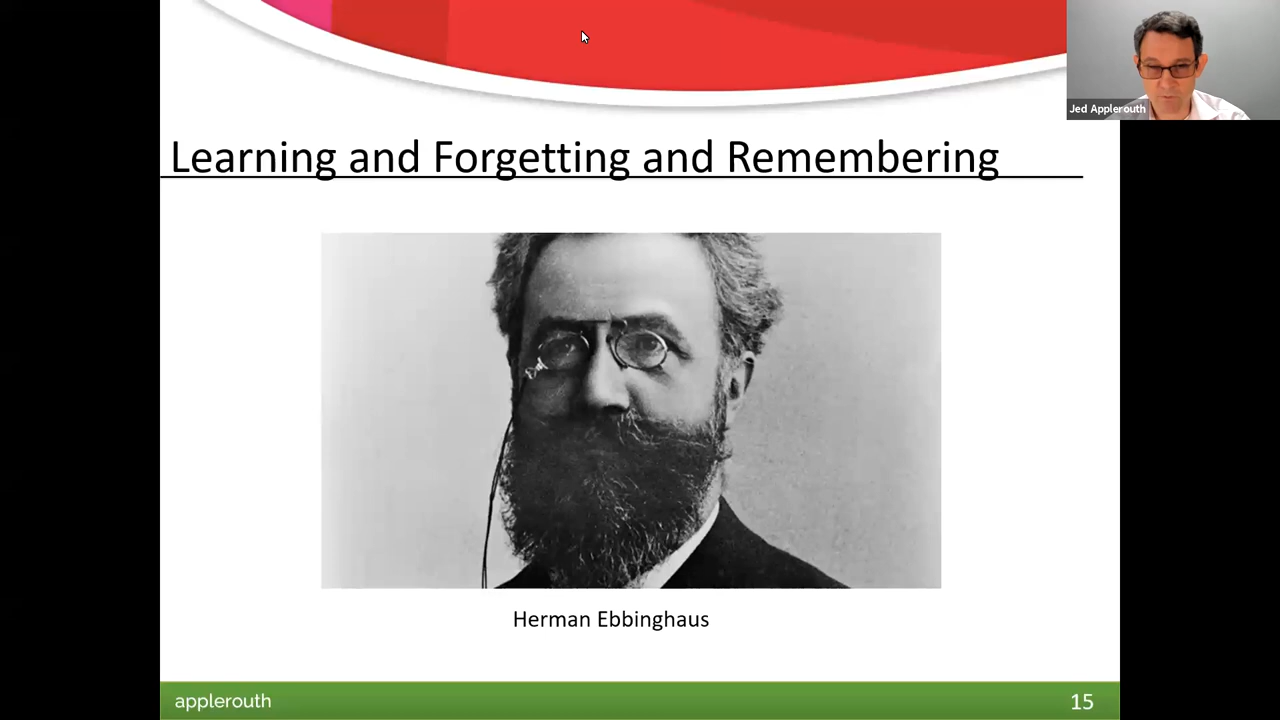 Jed Applerouth
Learning and Forgetting and Remembering
Herman Ebbinghaus
applerouth
15